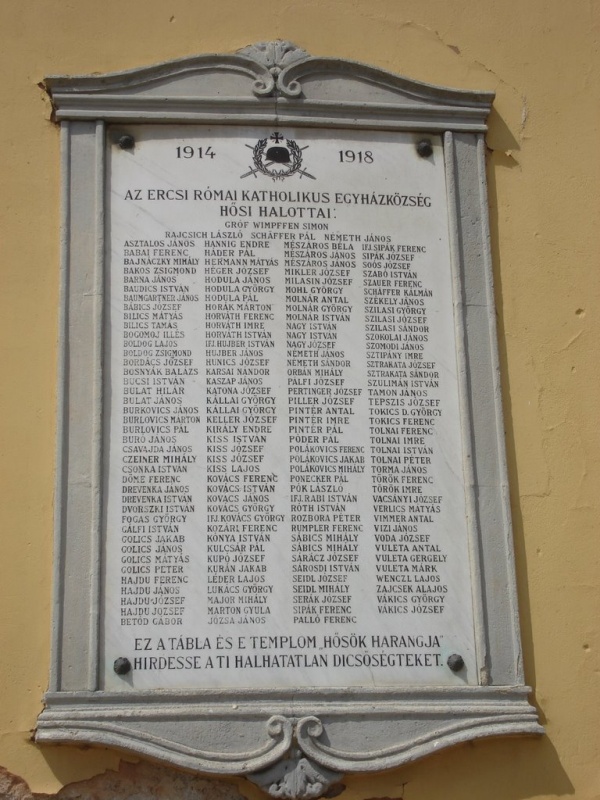 1914 1918
AZ ERCSI RÓMAI KATHOLIKUS EGYHÁZKÖZSÉG
HŐSI HALOTTAI:
GRÓF WIMPFFEN SIMON
RAJCSICH LÁSZLÓ SCHÄFFER PÁL NÉMETH JÁNOS
ASZTALOS JÁNOS
BABAI FERENC
BAJNÁCZKY MIHÁLY
BAKOS ZSIGMOND
BARNA JÁNOS
BAUDICS ISTVÁN
BAUMGARTNER JÁNOS
BÁBICS JÓZSEF
BILICS MÁTYÁS
BILICS TAMÁS
BOGOMOJ ILLÉS
BOLDOG LAJOS
BOLDOG ZSIGMOND
BORDÁCS JÓZSEF
BOSNYÁK BALÁZS
BUCSI ISTVÁN
BULÁT HILÁR
BULÁT JÁNOS
BURKOVICS JÁNOS
BURLOVICS MÁRTON
BURLOVICS PÁL
BURÓ JÁNOS
CSAVAJDA JÁNOS
CZEINER MIHÁLY
CSONKA ISTVÁN
DÖME FERENC
DREVENKA JÁNOS
DREVENKA ISTVÁN
DVORSZKI ISTVÁN
FOGAS GYÖRGY
GÁLFI ISTVÁN
GOLICS JAKAB
GOLICS JÁNOS
GOLICS MÁTYÁS
GOLICS PÉTER
HAJDU FERENC
HAJDU JÁNOS
HAJDU JÓZSEF
HAJDU JÓZSEF
BETÖD GÁBOR
HANNIG ENDRE
HÁDER PÁL
HERMANN MÁTYÁS
HÉGER JÓZSEF
HODULA JÁNOS
HODULA GYÖRGY
HODULA PÁL
HORÁK MÁRTON
HORVÁTH FERENC
HORVÁTH IMRE
HORVÁTH ISTVÁN
IFJ. HUJBER ISTVÁN
HUJBER JÁNOS
HUNICS JÓZSEF
KARSAI NÁNDOR
KASZAP JÁNOS
KATONA JÓZSEF
KÁLLAI GYÖRGY
KÁLLAI GYÖRGY
KELLER JÓZSEF
KIRÁLY ENDRE
KISS ISTVÁN
KISS JÓZSEF
KISS JÓZSEF
KISS LAJOS
KOVÁCS FERENC
KOVÁCS ISTVÁN
KOVÁCS JÁNOS
KOVÁCS GYÖRGY
IFJ. KOVÁCS GYÖRGY
KOZÁRI FERENC
KÓNYA ISTVÁN
KULCSÁR PÁL
KUPÓ JÓZSEF
KURÁN JAKAB
LÉDER LAJOS
LUKÁCS GYÖRGY
MAJOR MIHÁLY
MARTON GYULA
JÓZSA JÁNOS
MÉSZÁROS BÉLA
MÉSZÁROS JÁNOS
MÉSZÁROS JÁNOS
MIKLER JÓZSEF
MILASIN JÓZSEF
MOHL GYÖRGY
MOLNÁR ANTAL
MOLNÁR GYÖRGY
MOLNÁR ISTVÁN
NAGY ISTVÁN
NAGY ISTVÁN
NAGY JÓZSEF
NÉMETH JÁNOS
NÉMETH SÁNDOR
ORBÁN MIHÁLY
PÁLFI JÓZSEF
PERTINGER JÓZSEF
PILLER JÓZSEF
PINTÉR ANTAL
PINTÉR IMRE
PINTÉR PÁL
PÓDER PÁL
POLÁKOVICS FERENC
POLÁKOVICS JAKAB
POLÁKOVICS MIHÁLY
PONECKER PÁL
PÓK LÁSZLÓ
IFJ. RABI ISTVÁN
RÓTH ISTVÁN
ROZBORA PÉTER
RUMPLER FERENC
SÁBICS MIHÁLY
SÁBICS MIHÁLY
SÁRÁCZ JÓZSEF
SÁROSDI ISTVÁN
SEIDL JÓZSEF
SEIDL MIHÁLY
SERÁK JÓZSEF
SIPÁK FERENC
PALLÓ FERENC
IFJ. SIPÁK FERENC
SIPÁK JÓZSEF
SOÓS JÓZSEF
SZABÓ ISTVÁN
SZAUER FERENC
SCHÄFFER KÁLMÁN
SZÉKELY JÁNOS
SZILASI GYÖRGY
SZILASI JÓZSEF
SZILASI SÁNDOR
SZOKOLAI JÁNOS
SZOMODI JÁNOS
SZTIPÁNY IMRE
SZTRAKATA JÓZSEF
SZTRAKATA SÁNDOR
SZULIMÁN ISTVÁN
TAMON JÁNOS
TEPSZIS JÓZSEF
TOKICS D. GYÖRGY
TOKICS FERENC
TOLNAI FERENC
TOLNAI IMRE
TOLNAI ISTVÁN
TOLNAI PÉTER
TORMA JÁNOS
TÖRÖK FERENC
TÖRÖK IMRE
VACSÁNYI JÓZSEF
VERLICS MÁTYÁS
VIMMER ANTAL
VIZI JÁNOS
VODA JÓZSEF
VULETA ANTAL
VULETA GERGELY
VULETA MÁRK
WENCZL LAJOS
ZAJCSEK ALAJOS
VÁKICS GYÖRGY
VÁKICS JÓZSEF
EZ A TÁBLA ÉS E TEMPLOM „HŐSÖK HARANGJA"
HIRDESSE A TI HALHATATLAN DICSŐSÉGTEKET.